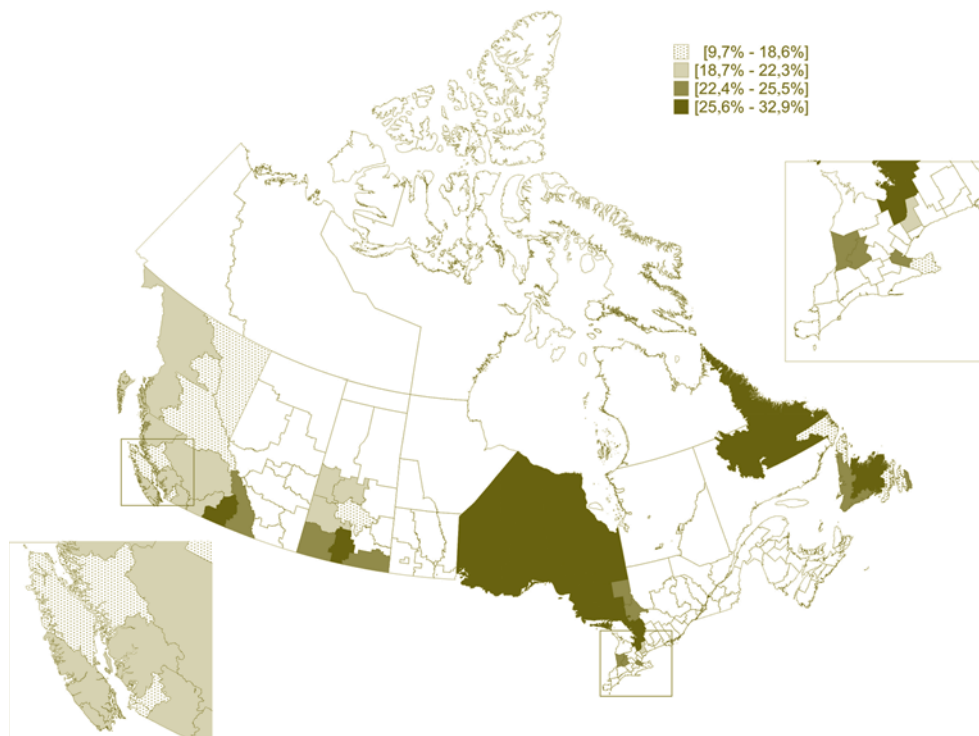 [9,7% - 18,6%]
[18,7% - 22,3%]
[22,4% - 25,5%]
[25,6% - 32,9%]